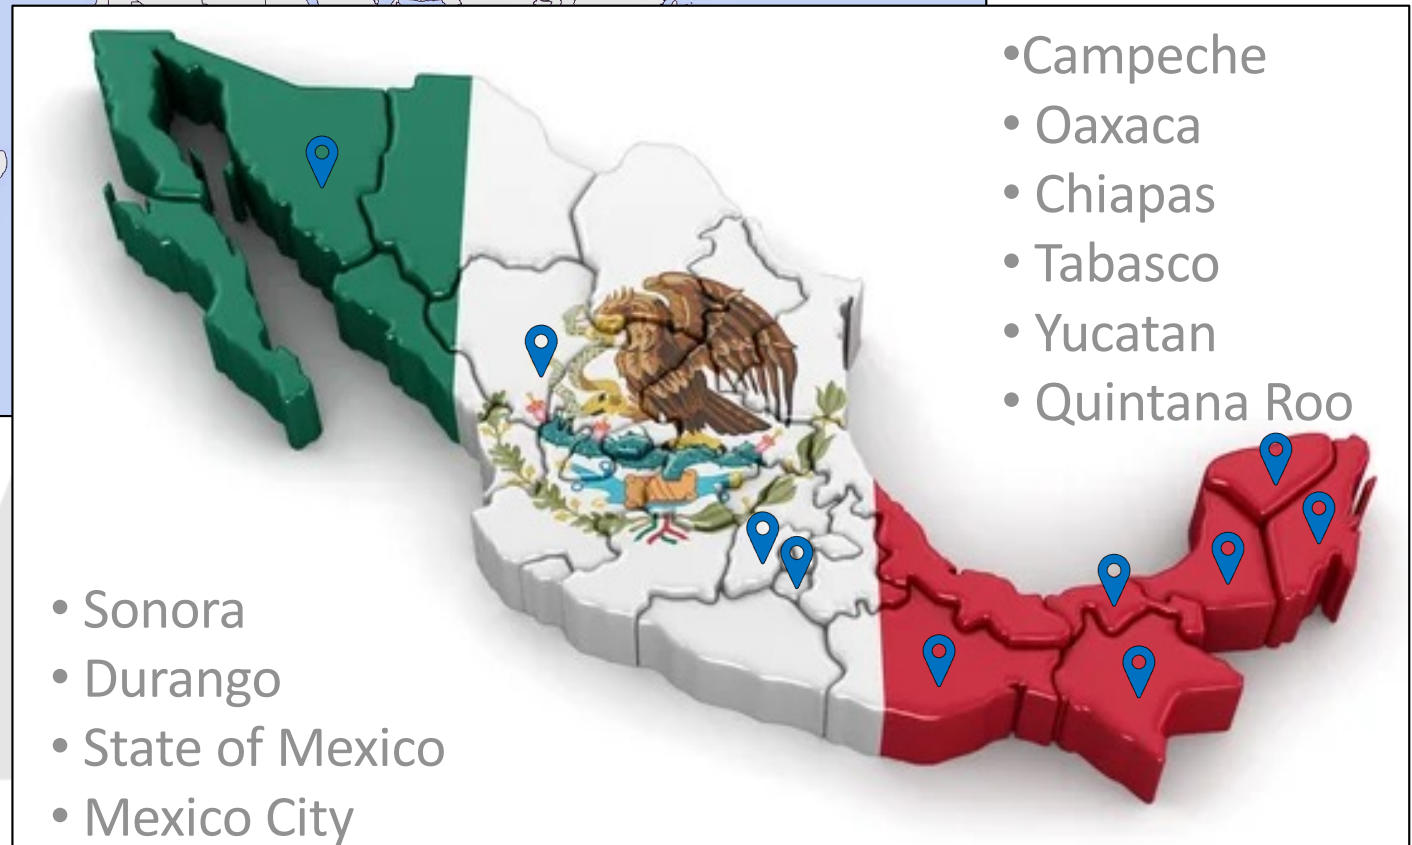 •Campeche
• Oaxaca
• Chiapas
• Tabasco
• Yucatan
• Quintana Roo
• Sonora
• Durango
• State of Mexico
• Mexico City